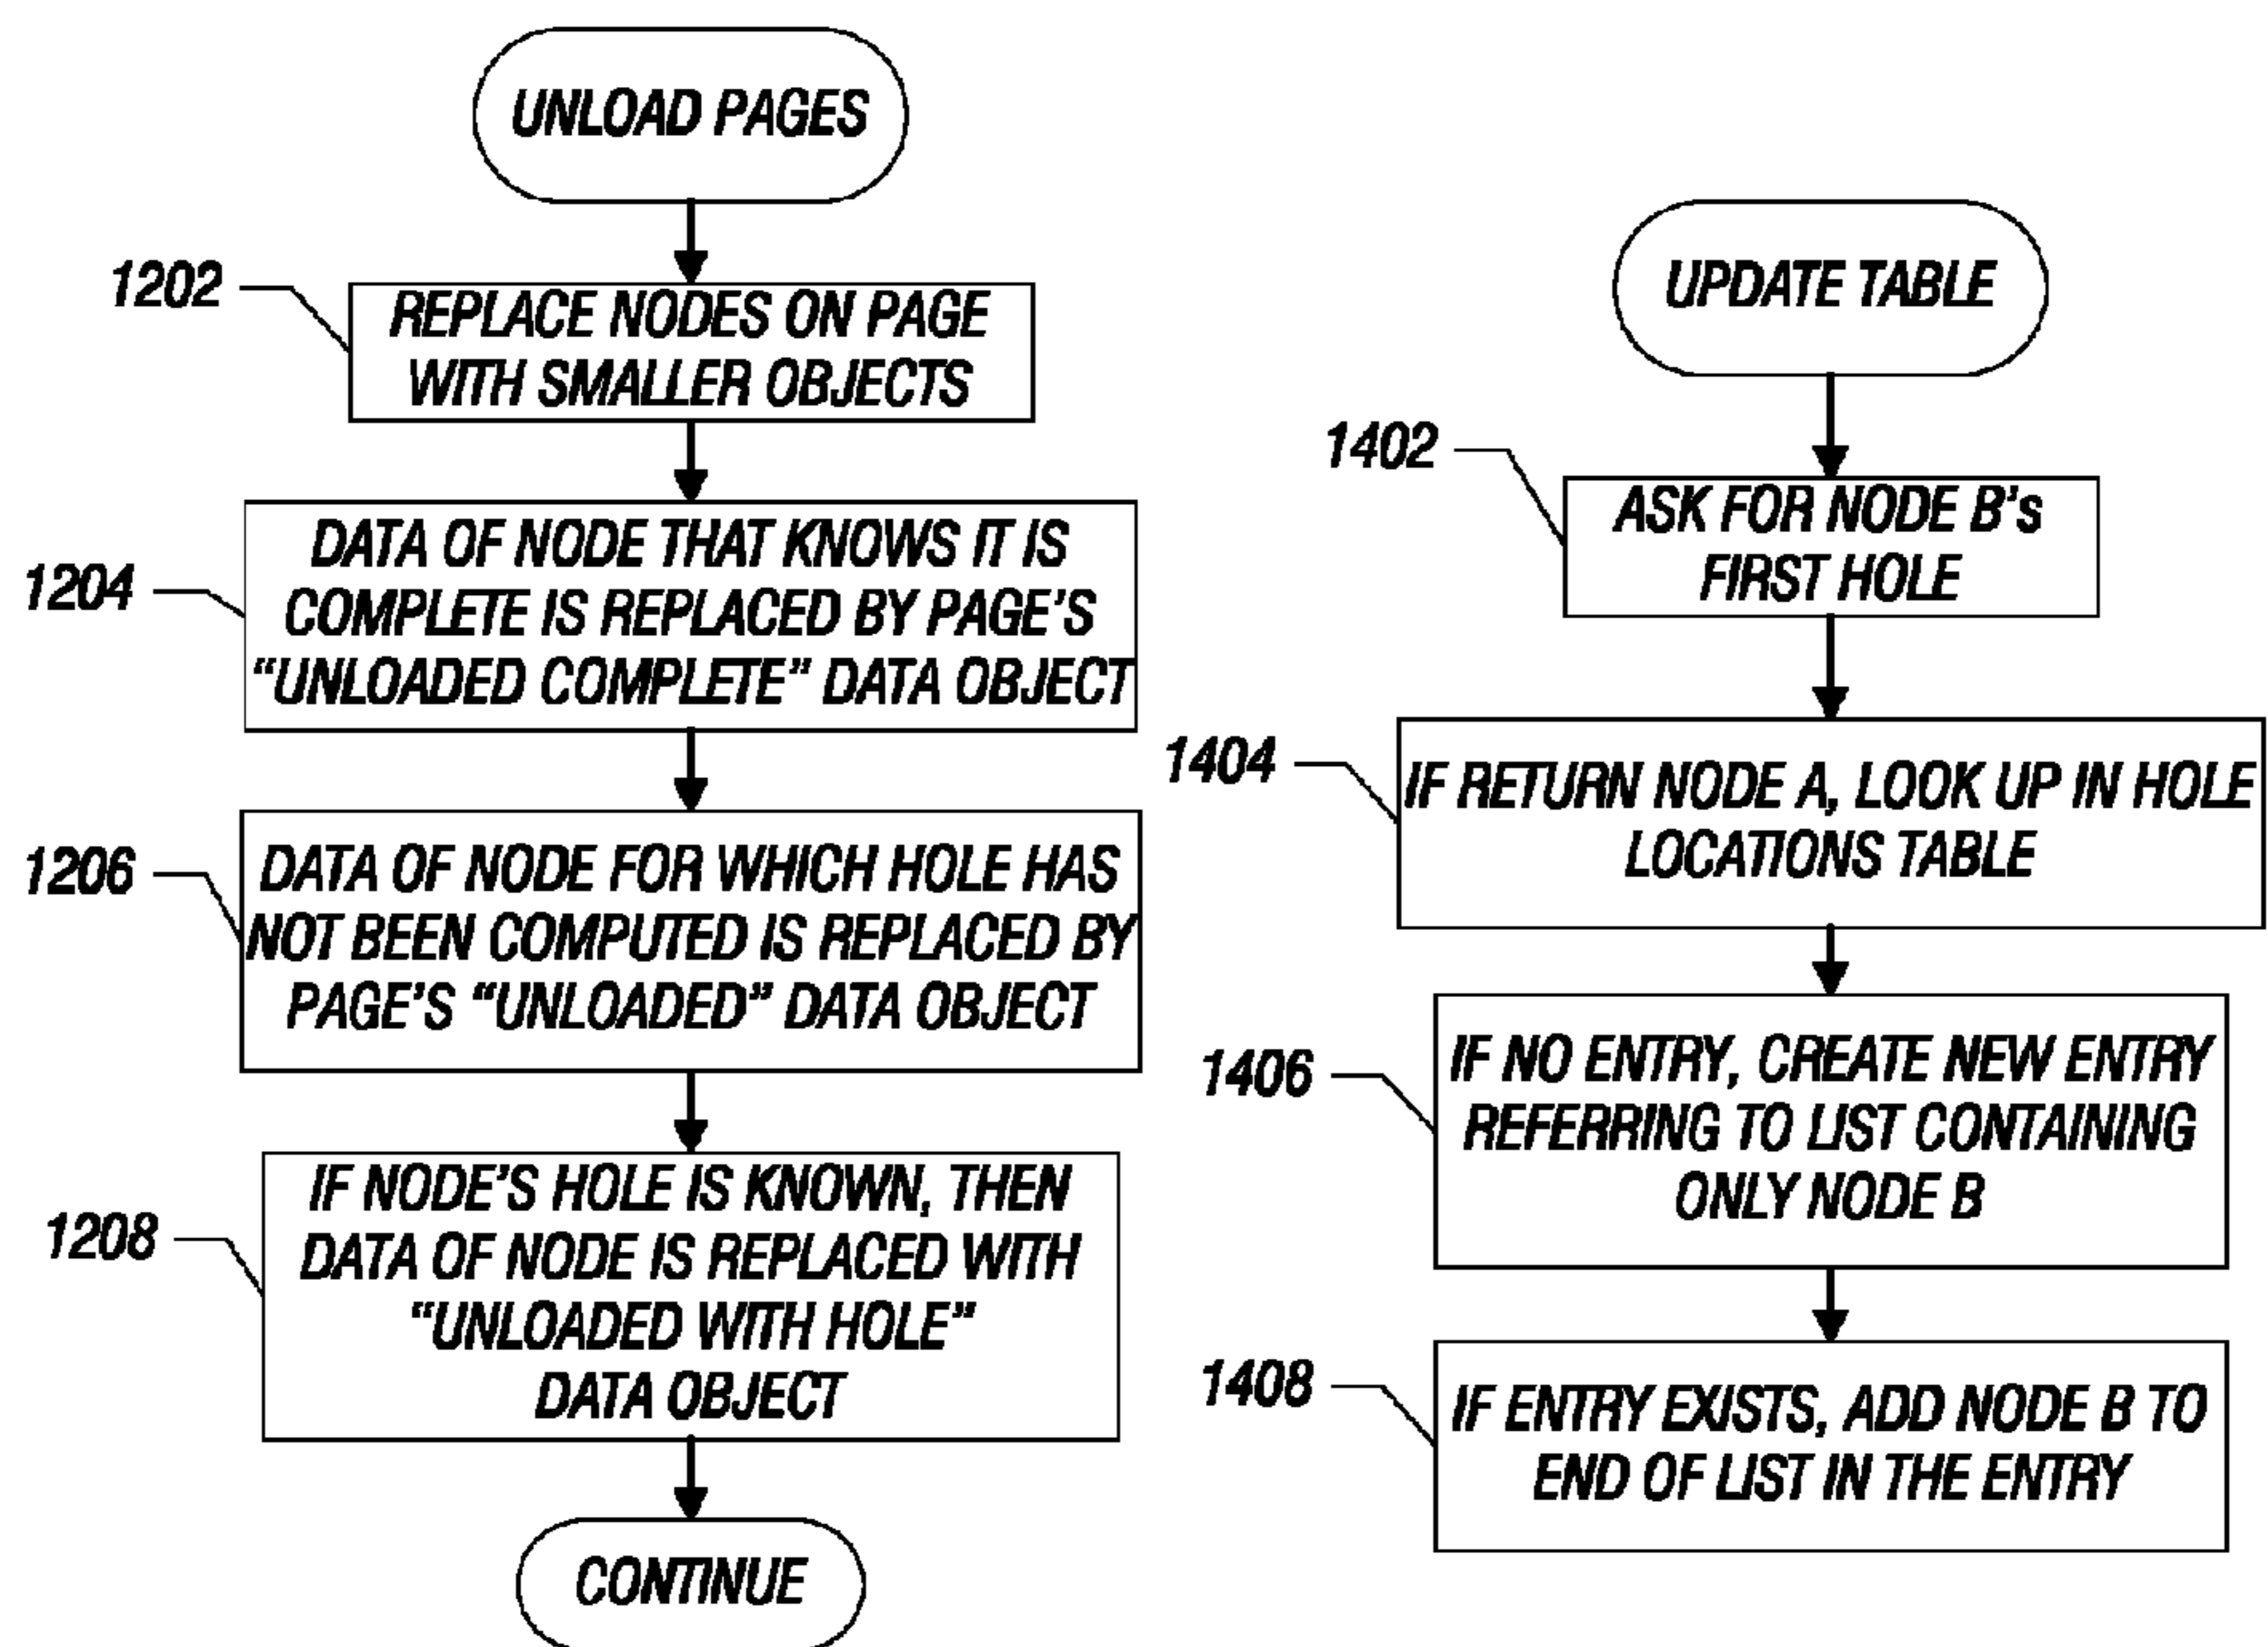 UNLOAD PAGES
1202
REPLACE NODES ON PAGE
WITH SMALLER OBJECTS
1204
DATA OF NODE THAT KNOWS IT IS
COMPLETE IS REPLACED BY PAGE'S
“UNLOADED COMPLETE” DATA OBJECT
1206
DATA OF NODE FOR WHICH HOLE HAS
NOT BEEN COMPUTED IS REPLACED BY
PAGE'S “UNLOADED” DATA OBJECT
1208
IF NODE'S HOLE IS KNOWN, THEN
DATA OF NODE IS REPLACED WITH
“UNLOADED WITH HOLE”
DATA OBJECT
CONTINUE
UPDATE TABLE
1402
ASK FOR NODE B's
FIRST HOLE
1404
IF RETURN NODE A, LOOK UP IN HOLE
LOCATIONS TABLE
1406
IF NO ENTRY, CREATE NEW ENTRY
REFERRING TO LIST CONTAINING
ONLY NODE B
1408
IF ENTRY EXISTS, ADD NODE B TO
END OF LIST IN THE ENTRY